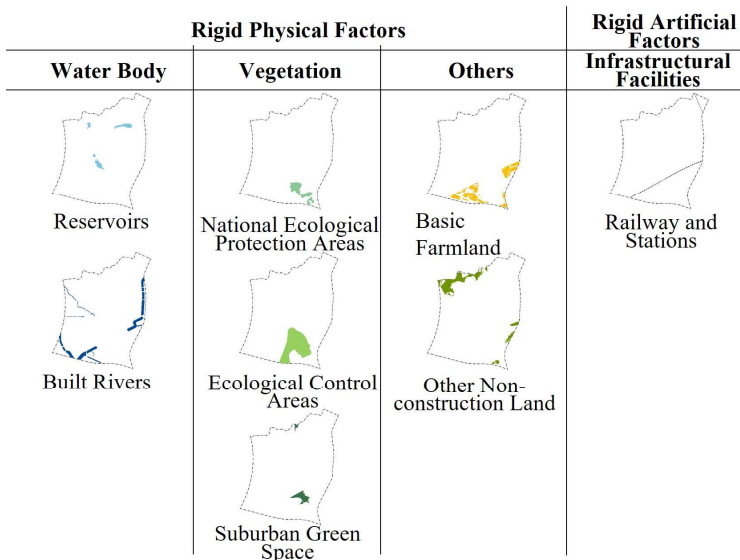 Rigid Physical Factors
Rigid Artificial
Factors
Water Body
Vegetation
Others
Infrastructural
Facilities
Reservoirs
National Ecological
Protection Areas
Basic
Farmland
Railway and
Stations
Built Rivers
Ecological Control
Areas
Other Non-
construction Land
Suburban Green
Space